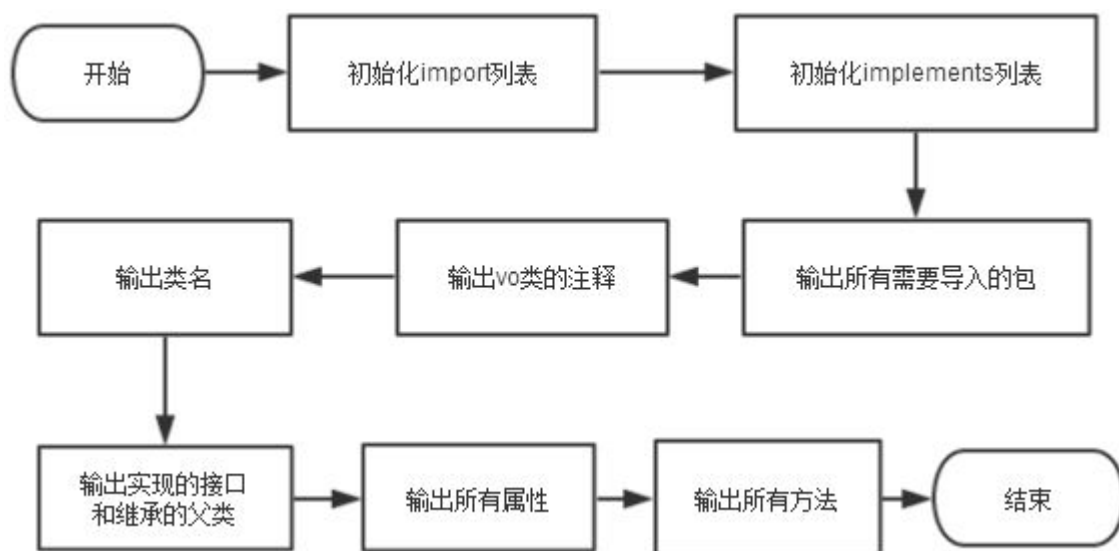 开始
初始化import列表
初始化implements列表
输出所有需要导入的包
输出vo类的注释
输出类名
输出实现的接口
和继承的父类
输出所有属性
输出所有方法
结束